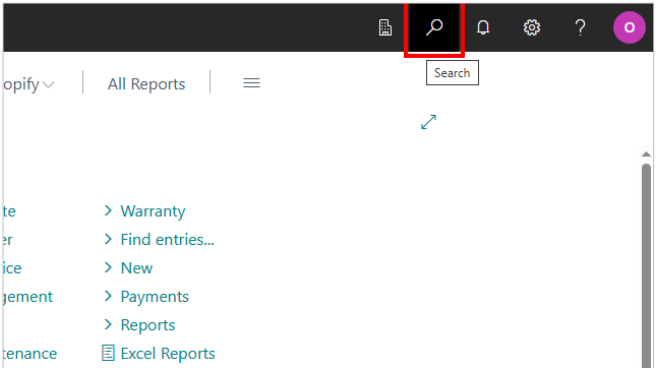 ?
O
Search
opify
All Reports
te
> Warranty
er
> Find entries...
ice
> New
gement
> Payments
> Reports
tenance
Excel Reports